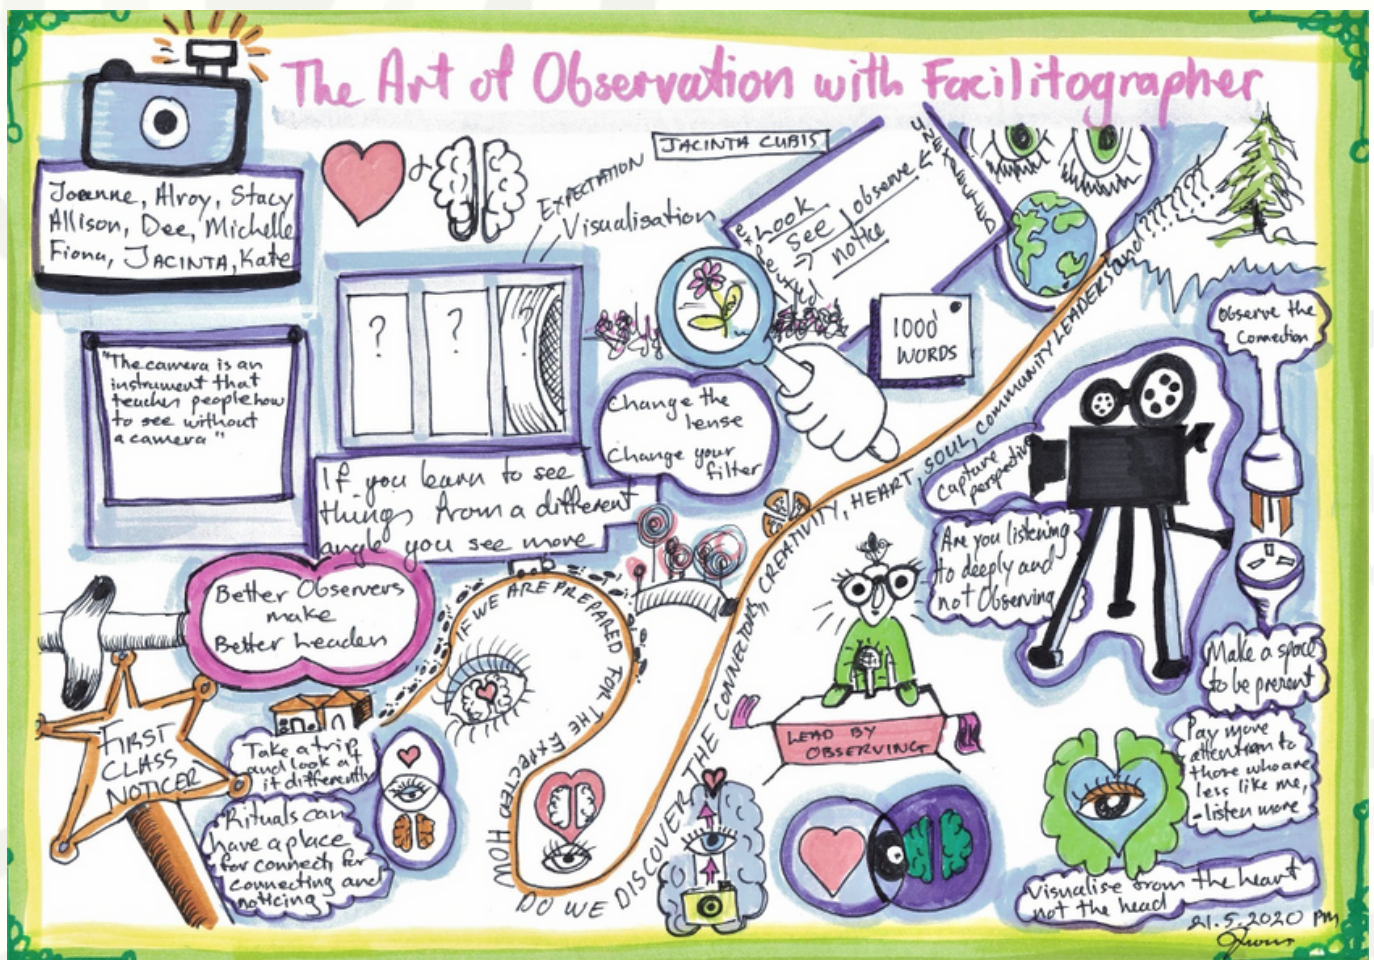 The Art of Observation with Facilitographer
JACINTA CUBIS
Joanne, Alroy, Stacy
Allison, Dee, Michelle
Fiona, JACINTA, Kate
EXPECTATION
Visualisation
Look
see
observe
notice
1000
WORDS
"The camera is an
instrument that
teaches people how
to see without
a camera"
? ? ?
Change the
lense
Change your
filter
If you learn to see
things from a different
angle you see more
Better Observers
make
Better Leaders
FIRST
CLASS
NOTICER
Take a trip
and look at
it differently
Rituals can
have a place
for connects for
connecting and
noticing
IF WE ARE PREPARED FOR THE EXPECTED HOW
DO WE DISCOVER THE CONNECTORS, CREATIVITY, HEART, SOUL, COMMUNITY LEADERS and ???????
LEAD BY
OBSERVING
Observe the
Connection
Capture
perspective
Are you listening
to deeply and
not Observing
Make a space
to be present
Pay more
attention to
those who are
less like me,
-listen more
Visualise from the heart
not the head
21.5.2020 PM